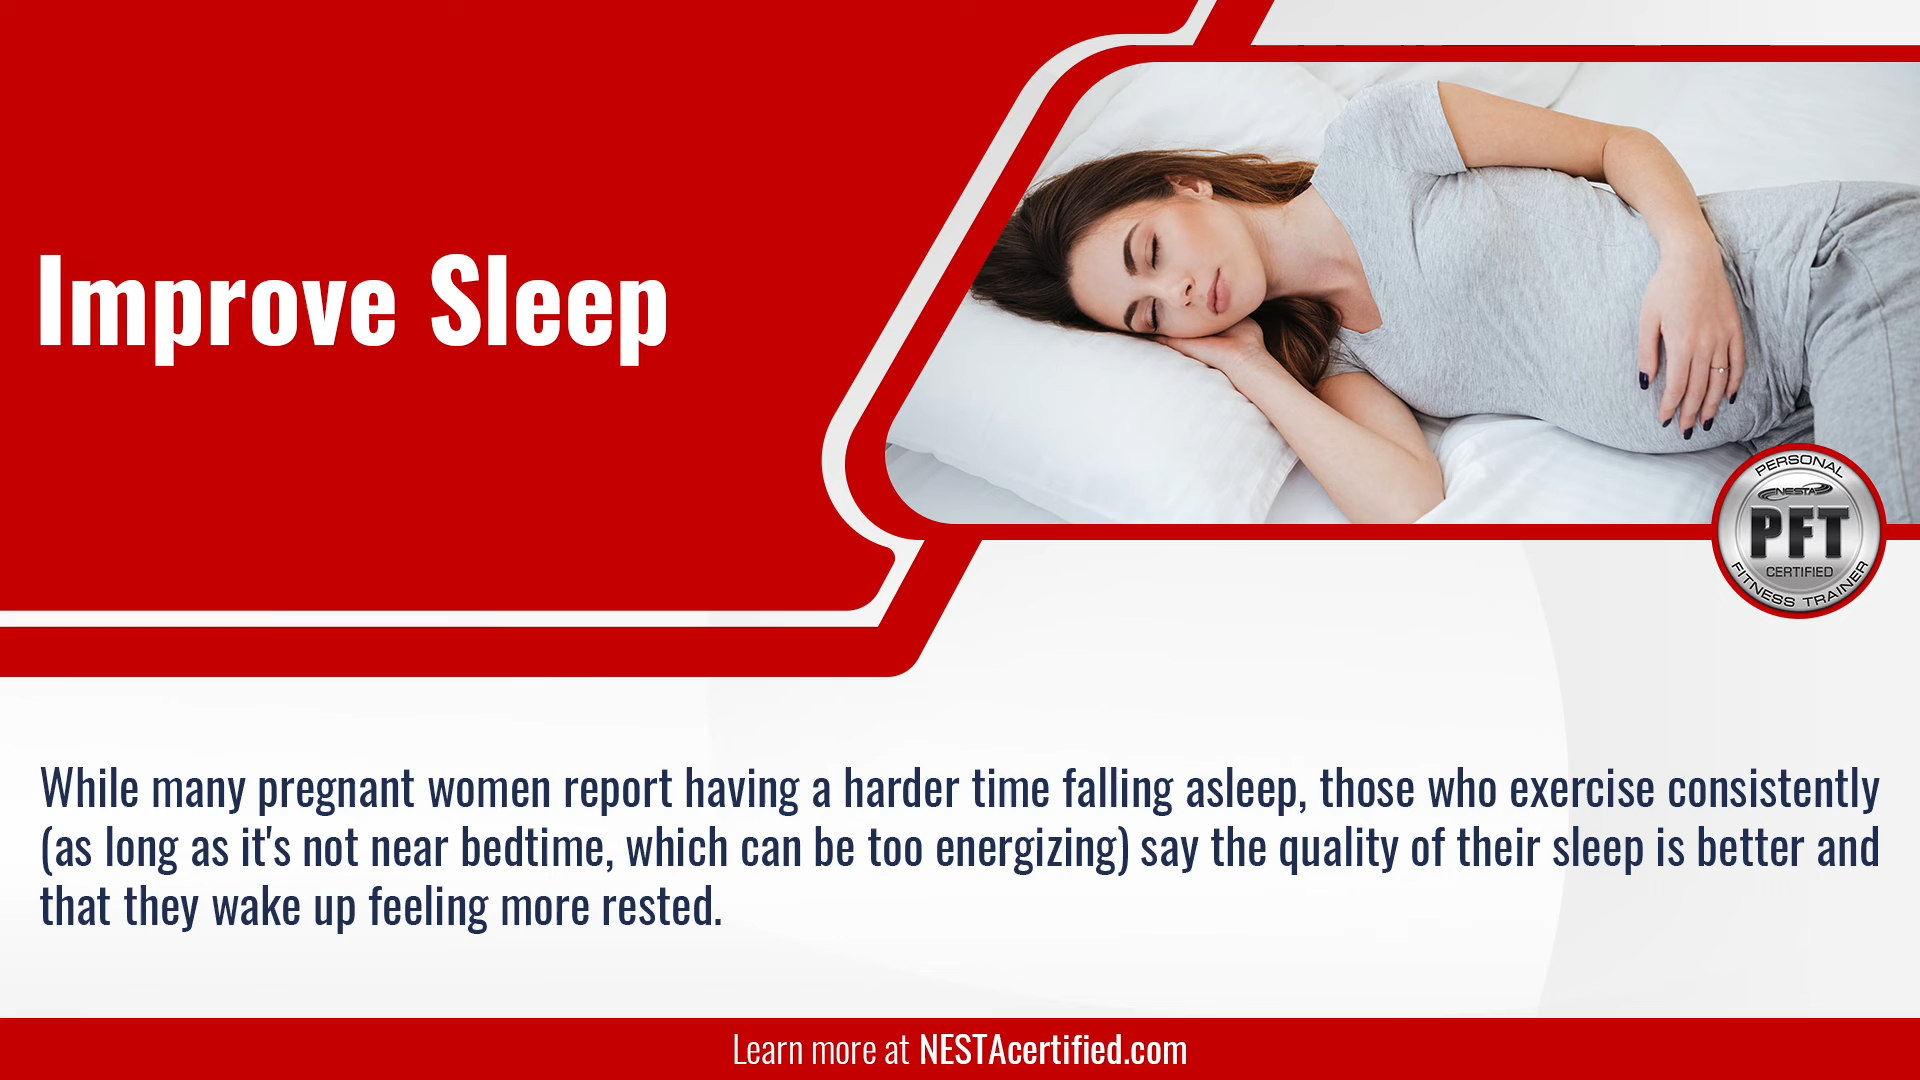 Improve Sleep
PERSONAL
NESTA
PFT
CERTIFIED
FITNESS TRAINER
While many pregnant women report having a harder time falling asleep, those who exercise consistently
(as long as it's not near bedtime, which can be too energizing) say the quality of their sleep is better and
that they wake up feeling more rested.
Learn more at NESTAcertified.com